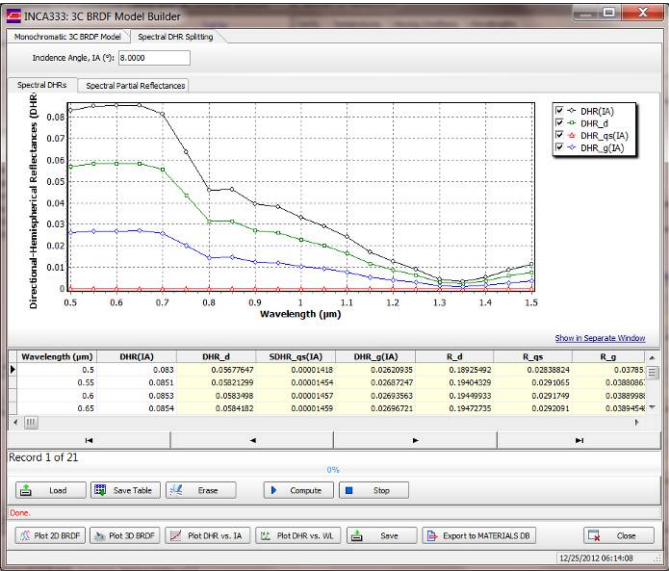 INCA333: 3C BRDF Model Builder
Monochromatic 3C BRDF Model Spectral DHR Splitting
Incidence Angle, IA (°): 8.0000
Spectral DHRs Spectral Partial Reflectances
Directional-Hemispherical Reflectances (DHR
0.08
0.07
0.06
0.05
0.04
0.03
0.02
0.01
0
0.5 0.6 0.7 0.8 0.9 1 1.1 1.2 1.3 1.4 1.5
Wavelength (µm)
DHR(IA)
DHR_d
DHR_qs(IA)
DHR_g(IA)
Show in Separate Window
Wavelength (µm) DHR(IA) DHR_d SDHR_qs(IA) DHR_g(IA) R_d R_qs R_g
0.5 0.083 0.05677647 0.00001418 0.02620935 0.18925492 0.02838824 0.03785
0.55 0.0851 0.05821299 0.00001454 0.02687247 0.19404329 0.0291065 0.0388086
0.6 0.0853 0.0583498 0.00001457 0.02693563 0.19449933 0.0291749 0.0388998
0.65 0.0854 0.0584182 0.00001459 0.02696721 0.19472735 0.0292091 0.0389454
Record 1 of 21
0%
Load Save Table Erase Compute Stop
Done.
Plot 2D BRDF Plot 3D BRDF Plot DHR vs. IA Plot DHR vs. WL Save Export to MATERIALS DB Close
12/25/2012 06:14:08